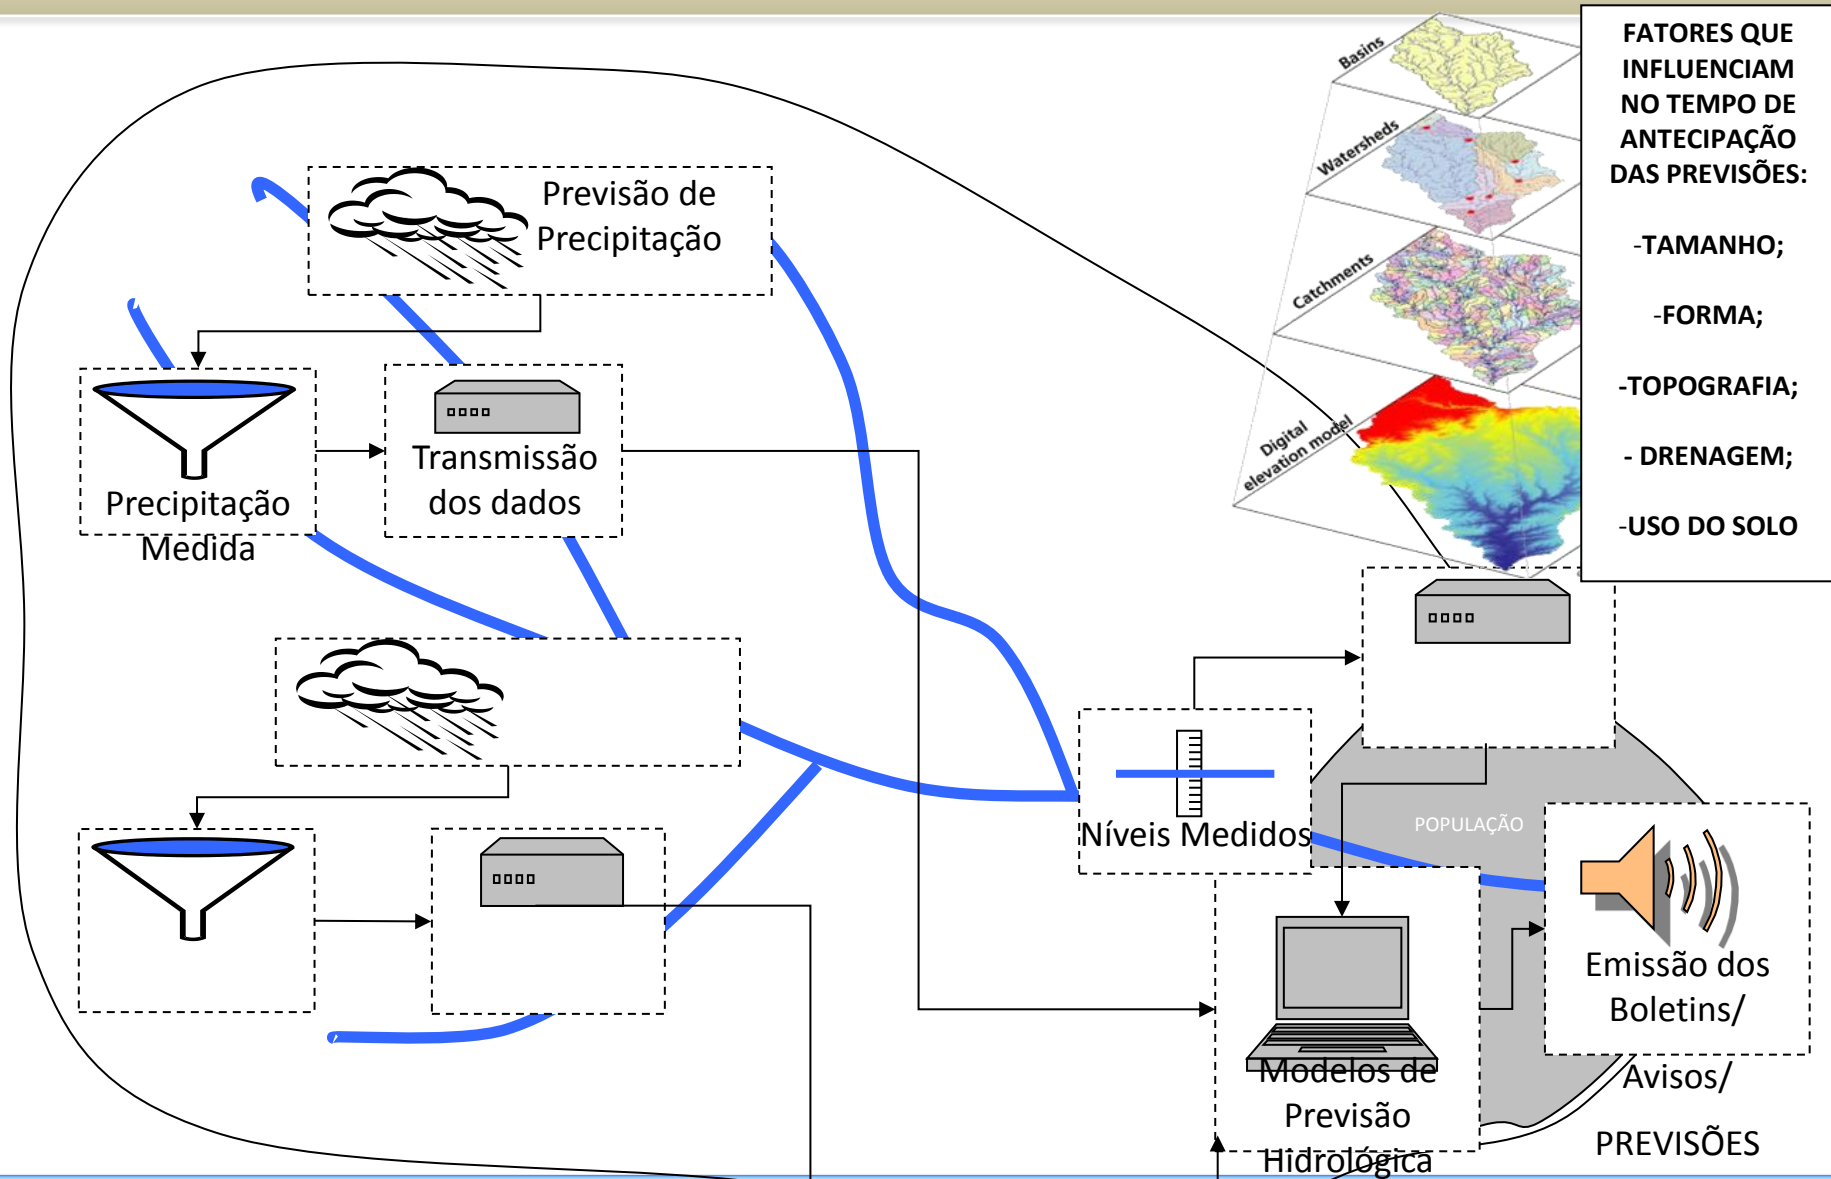 FATORES QUE
INFLUENCIAM
NO TEMPO DE
ANTECIPAÇÃO
DAS PREVISÕES:
-TAMANHO;
-FORMA;
-TOPOGRAFIA;
- DRENAGEM;
-USO DO SOLO
Basins
Watersheds
Catchments
Digital
elevation model
Previsão de
Precipitação
Precipitação
Medida
Transmissão
dos dados
Níveis Medidos
POPULAÇÃO
Modelos de
Previsão
Hidrológica
Emissão dos
Boletins/
Avisos/
PREVISÕES